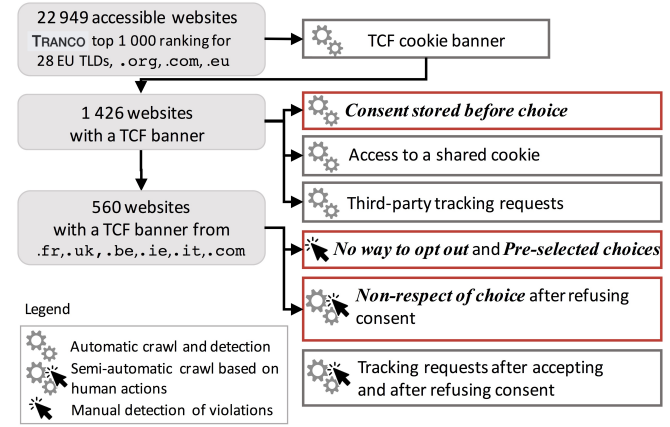 22 949 accessible websites
TRANCO top 1 000 ranking for
28 EU TLDs, .org,.com,.eu
TCF cookie banner
1 426 websites
with a TCF banner
Consent stored before choice
Access to a shared cookie
Third-party tracking requests
560 websites
with a TCF banner from
.fr,.uk,.be,.ie,.it,.com
No way to opt out and Pre-selected choices
Non-respect of choice after refusing
consent
Tracking requests after accepting
and after refusing consent
Legend
Automatic crawl and detection
Semi-automatic crawl based on
human actions
Manual detection of violations